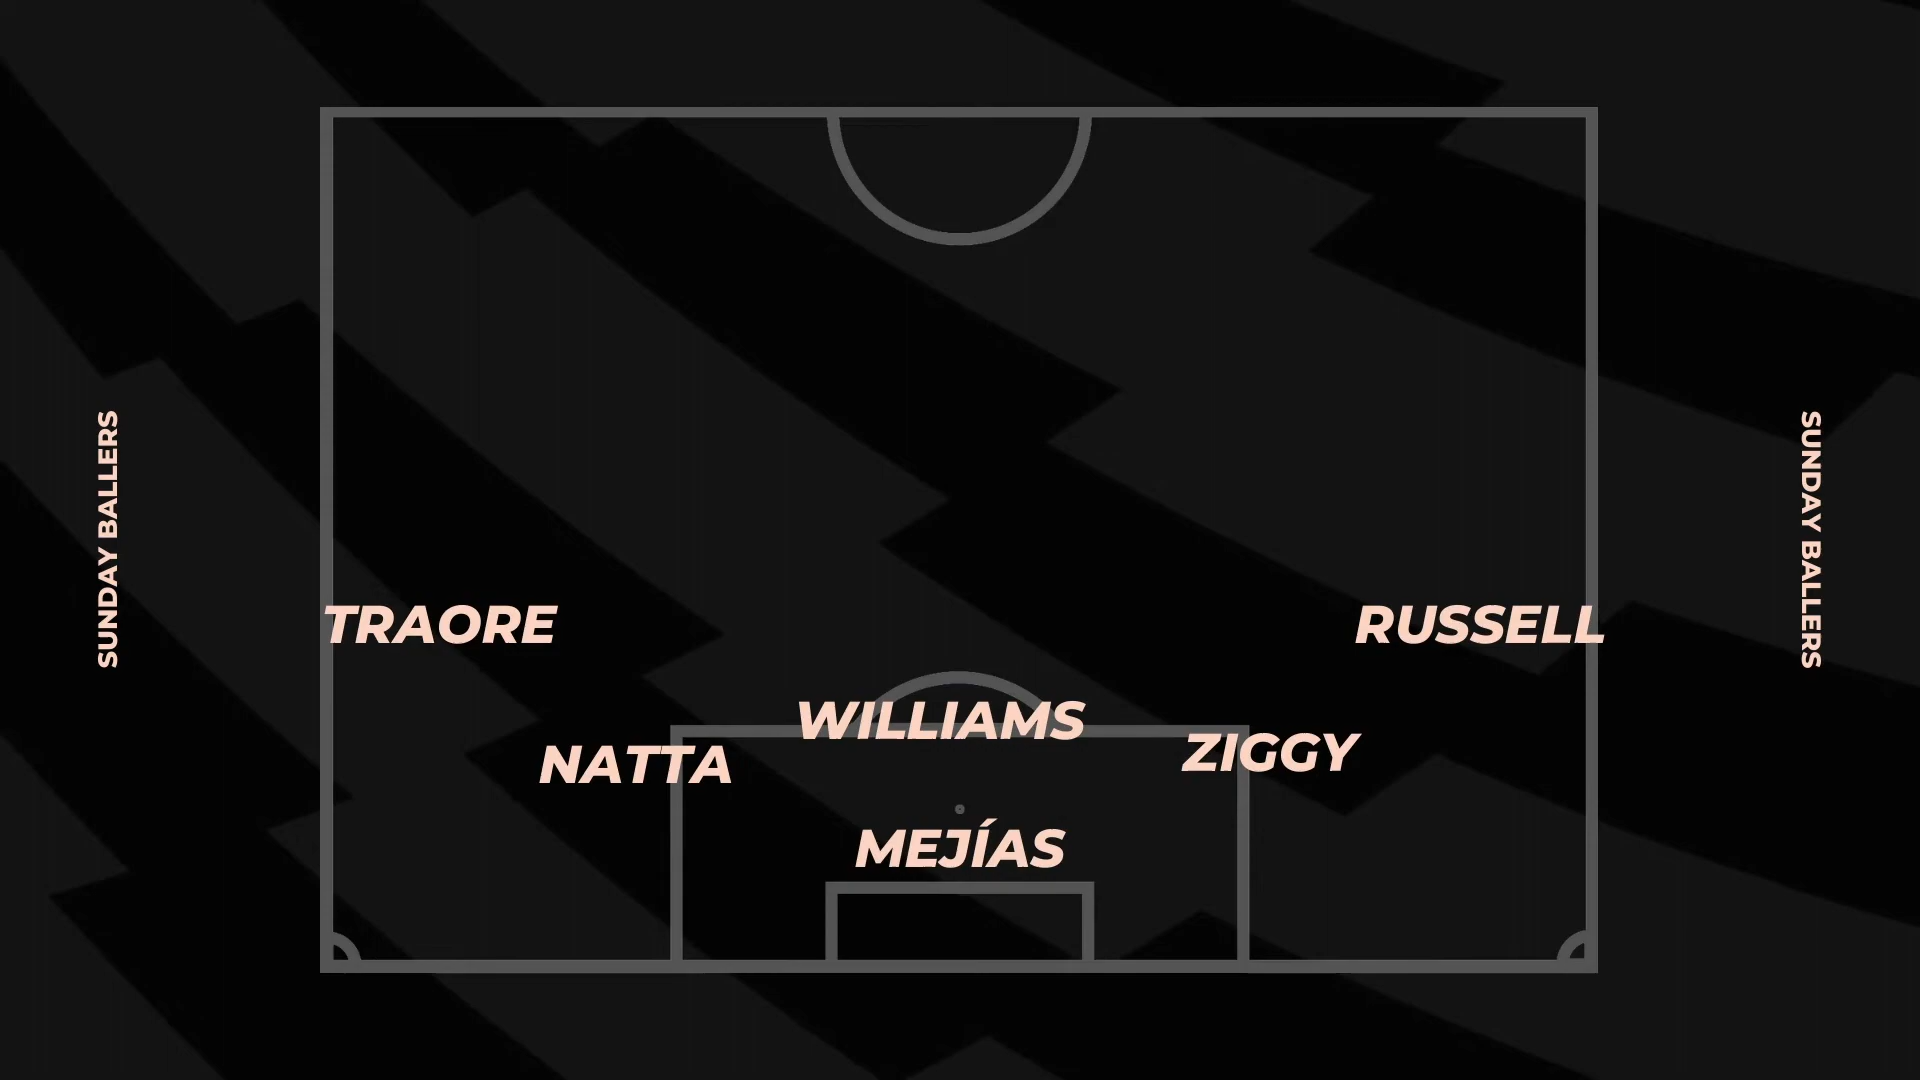 SUNDAY BALLERS
SUNDAY BALLERS
TRAORE
RUSSELL
WILLIAMS
NATTA
ZIGGY
MEJÍAS